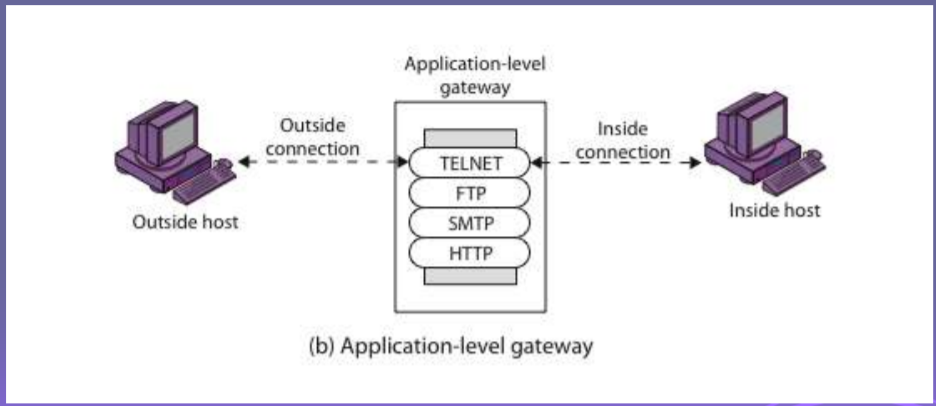 Application-level
gateway
Outside
connection
Inside
connection
TELNET
FTP
SMTP
HTTP
Outside host
Inside host
(b) Application-level gateway